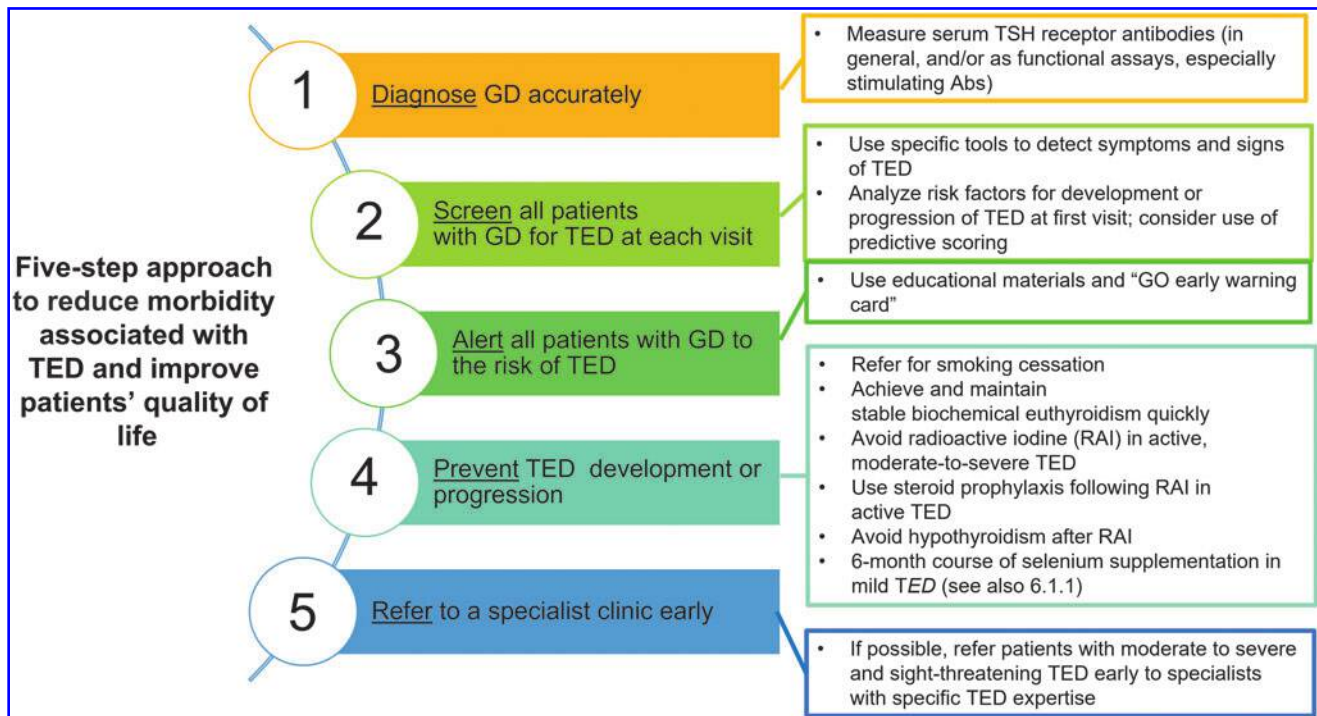 Five-step approach
to reduce morbidity
associated with
TED and improve
patients' quality of
life
1
Diagnose GD accurately
• Measure serum TSH receptor antibodies (in
general, and/or as functional assays, especially
stimulating Abs)
2
Screen all patients
with GD for TED at each visit
• Use specific tools to detect symptoms and signs
of TED
• Analyze risk factors for development or
progression of TED at first visit; consider use of
predictive scoring
3
Alert all patients with GD to
the risk of TED
• Use educational materials and “GO early warning
card”
4
Prevent TED development or
progression
• Refer for smoking cessation
• Achieve and maintain
stable biochemical euthyroidism quickly
• Avoid radioactive iodine (RAI) in active,
moderate-to-severe TED
• Use steroid prophylaxis following RAI in
active TED
• Avoid hypothyroidism after RAI
• 6-month course of selenium supplementation in
mild TED (see also 6.1.1)
5
Refer to a specialist clinic early
• If possible, refer patients with moderate to severe
and sight-threatening TED early to specialists
with specific TED expertise